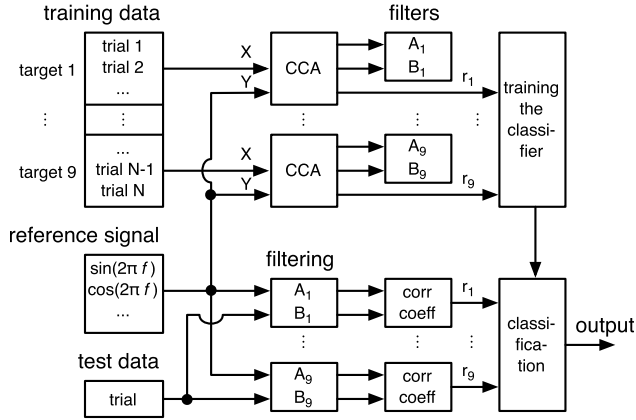 training data
filters
target 1
trial 1
trial 2
...
X
Y
CCA
A1
B1
r1
training
the
classi-
fier
target 9
...
trial N-1
trial N
X
Y
CCA
A9
B9
r9
reference signal
sin(2π f)
cos(2π f)
...
filtering
A1
B1
corr
coeff
r1
classi-
fica-
tion
output
test data
trial
A9
B9
corr
coeff
r9